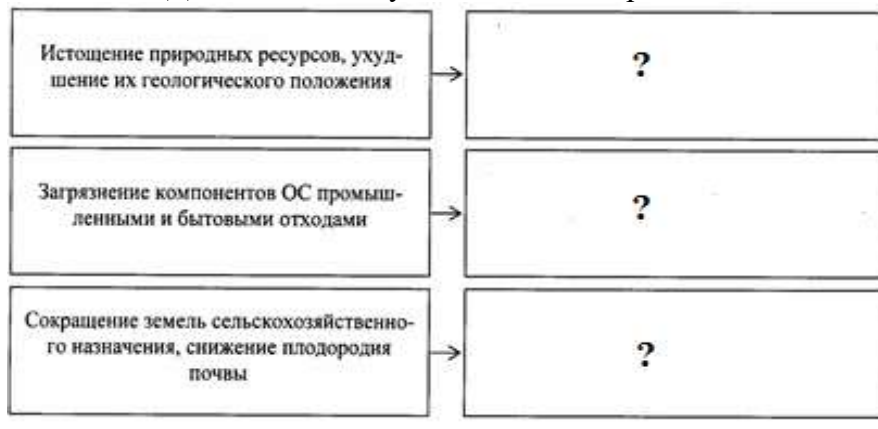 Истощение природных ресурсов, ухуд-
шение их геологического положения
?
Загрязнение компонентов ОС промыш-
ленными и бытовыми отходами
?
Сокращение земель сельскохозяйственно-
го назначения, снижение плодородия
почвы
?